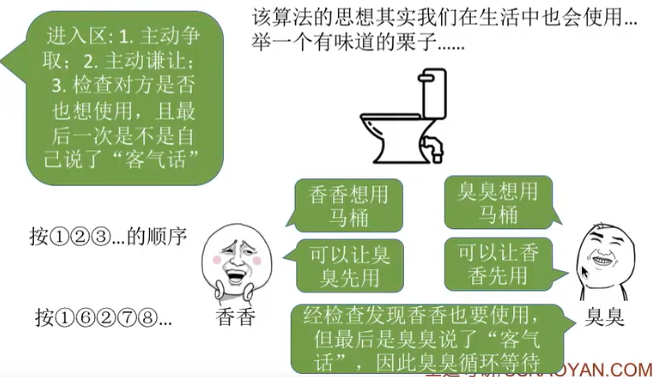 该算法的思想其实我们在生活中也会使用...
举一个有味道的栗子......
进入区: 1. 主动争
取；2. 主动谦让；
3. 检查对方是否
也想使用，且最
后一次是不是自
己说了“客气话”
香香想用
马桶
臭臭想用
马桶
按①②③...的顺序
可以让臭
臭先用
可以让香
香先用
按①⑥②⑦⑧...
香香
经检查发现香香也要使用，
但最后是臭臭说了“客气
话”，因此臭臭循环等待
臭臭